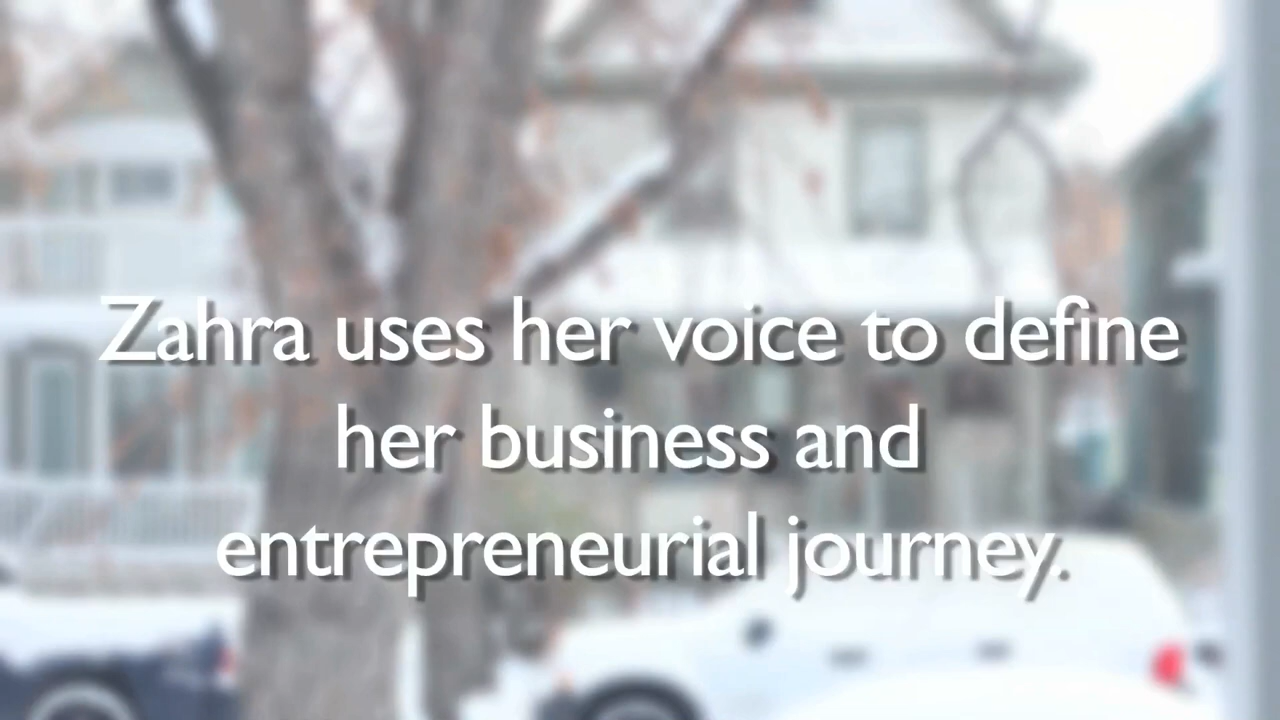 Zahra uses her voice to define
her business and
entrepreneurial journey.